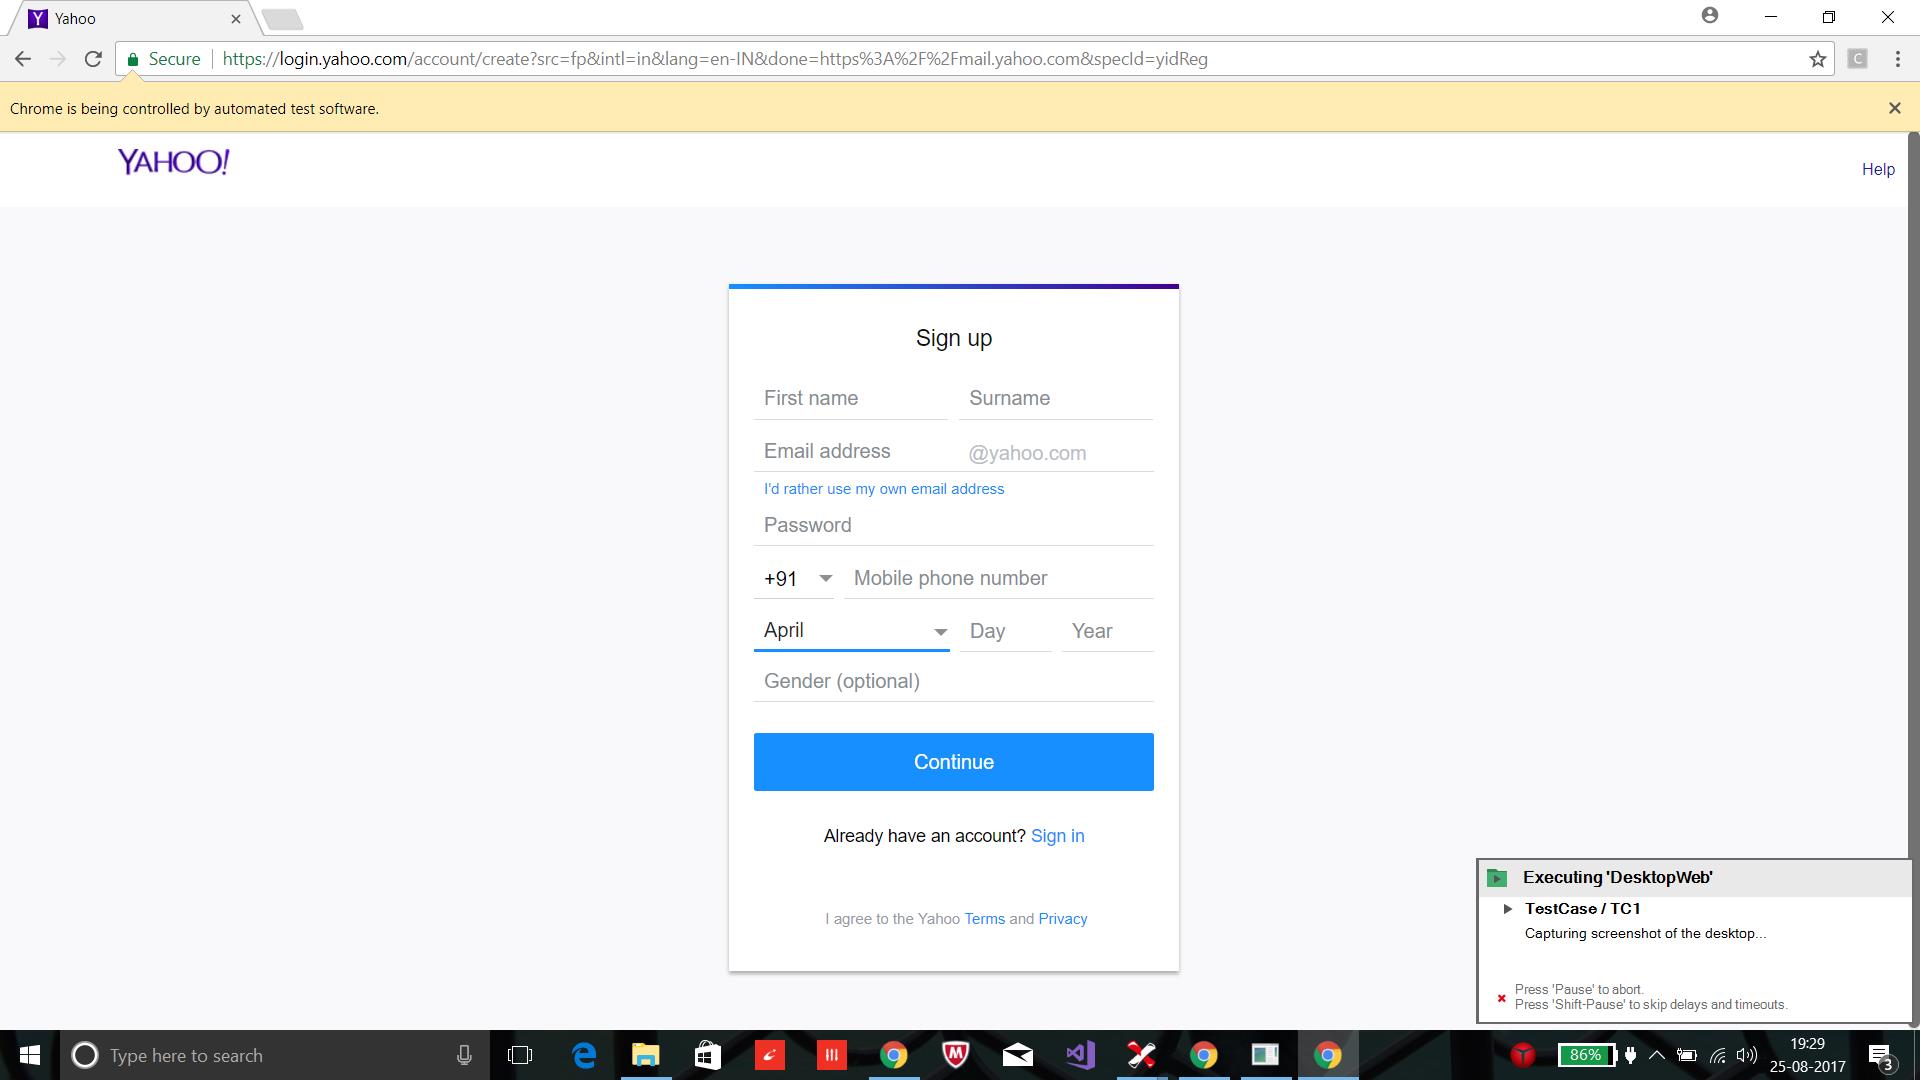 Yahoo
Secure
https://login.yahoo.com/account/create?src=fp&intl=in&lang=en-IN&done=https%3A%2F%2Fmail.yahoo.com&specId=yidReg
C
Chrome is being controlled by automated test software.
YAHOO!
Help
Sign up
First name
Surname
Email address
@yahoo.com
I'd rather use my own email address
Password
+91
Mobile phone number
April
Day
Year
Gender (optional)
Continue
Already have an account? Sign in
I agree to the Yahoo Terms and Privacy
Executing 'DesktopWeb'
TestCase / TC1
Capturing screenshot of the desktop...
Press 'Pause' to abort.
Press 'Shift-Pause' to skip delays and timeouts.
Type here to search
86%
19:29
25-08-2017
3